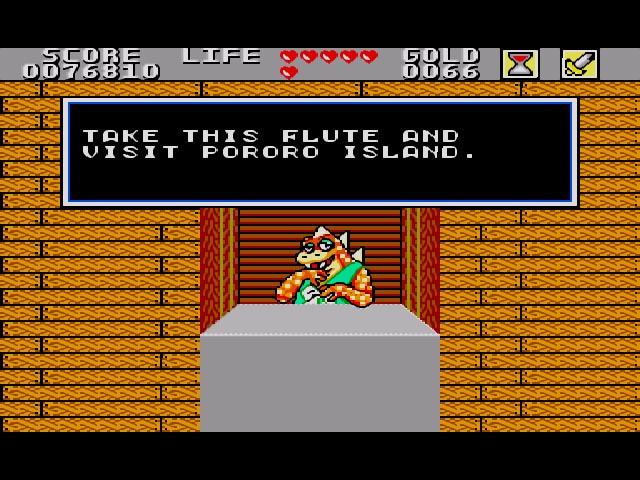 SCORE LIFE GOLD
0076810 0066
TAKE THIS FLUTE AND
VISIT PORORO ISLAND.